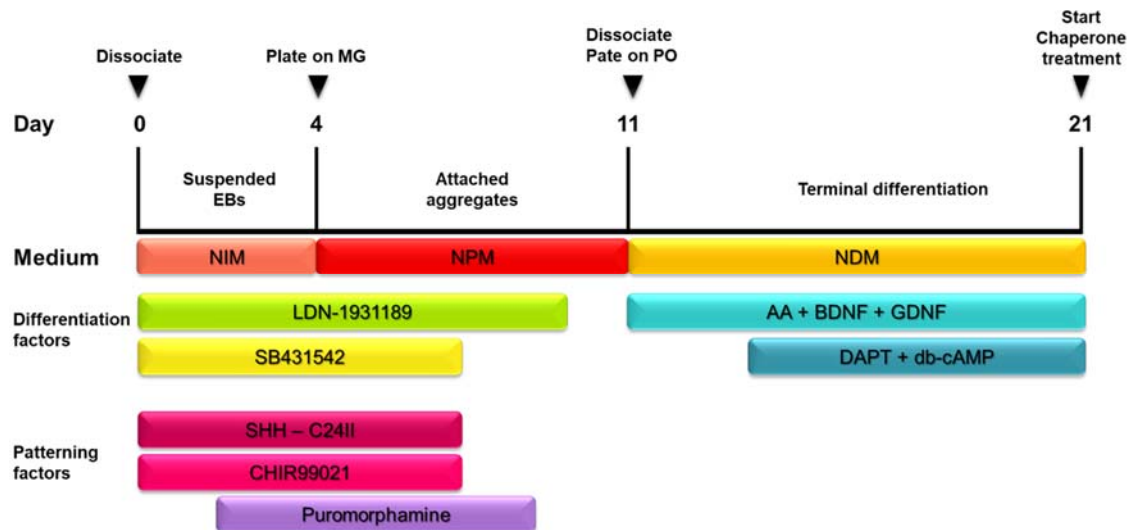 Dissociate
Plate on MG
Dissociate
Pate on PO
Start
Chaperone
treatment
Day
0
4
11
21
Suspended
EBs
Attached
aggregates
Terminal differentiation
Medium
NIM
NPM
NDM
Differentiation
factors
LDN-1931189
AA + BDNF + GDNF
SB431542
DAPT + db-cAMP
Patterning
factors
SHH – C24II
CHIR99021
Puromorphamine